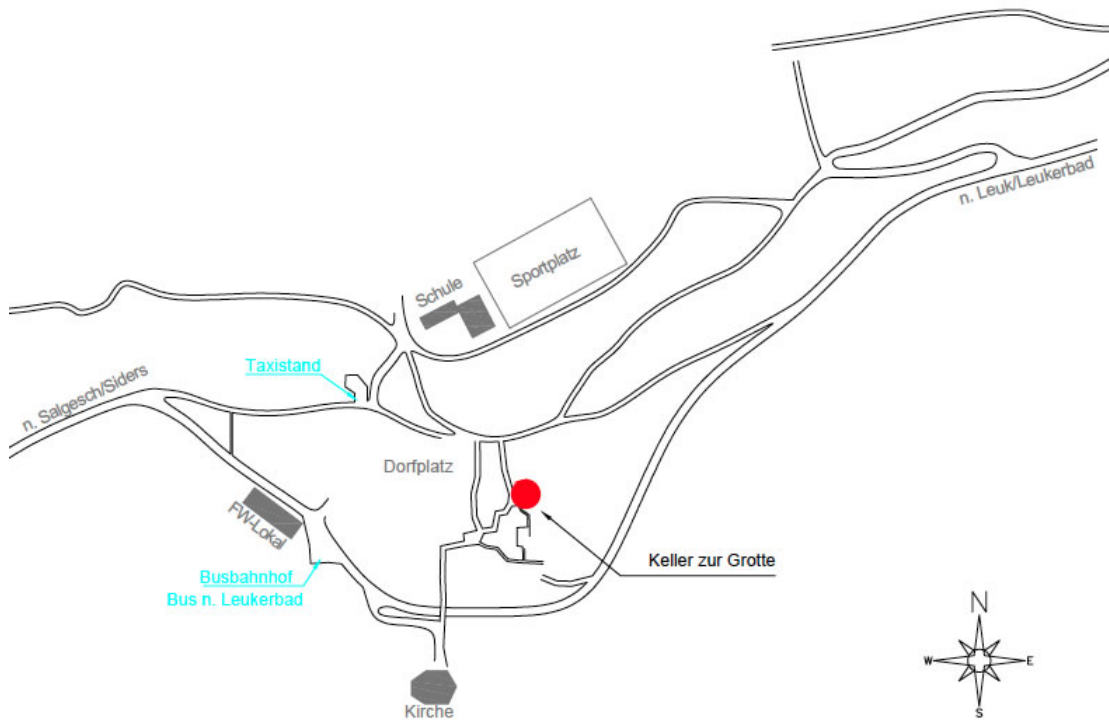 n. Leuk/Leukerbad
Sportplatz
Schule
Taxistand
n. Salgesch/Siders
Dorfplatz
FW-Lokal
Keller zur Grotte
Busbahnhof
Bus n. Leukerbad
N
W
E
S
Kirche